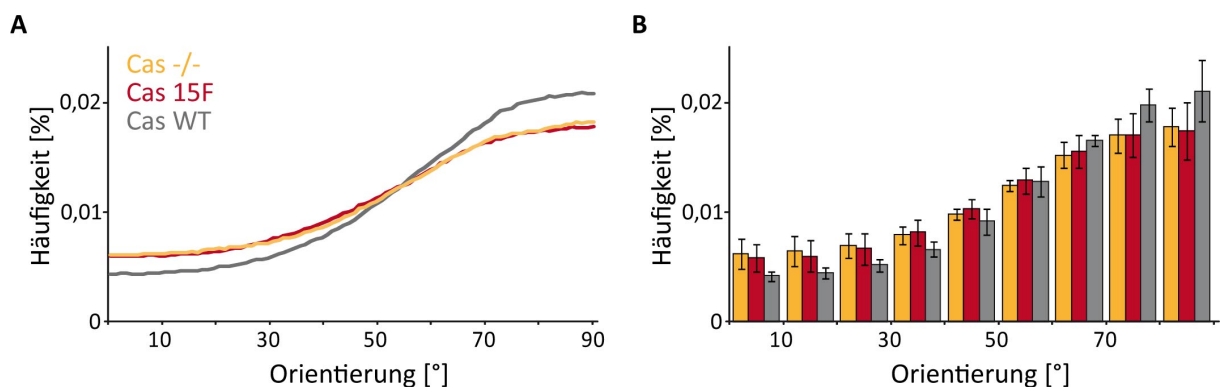 A
Cas -/-
Cas 15F
Cas WT
Häufigkeit [%]
0,02
0,01
0
10 30 50 70 90
Orientierung [°]
B
Häufigkeit [%]
0,02
0,01
0
10 30 50 70
Orientierung [°]